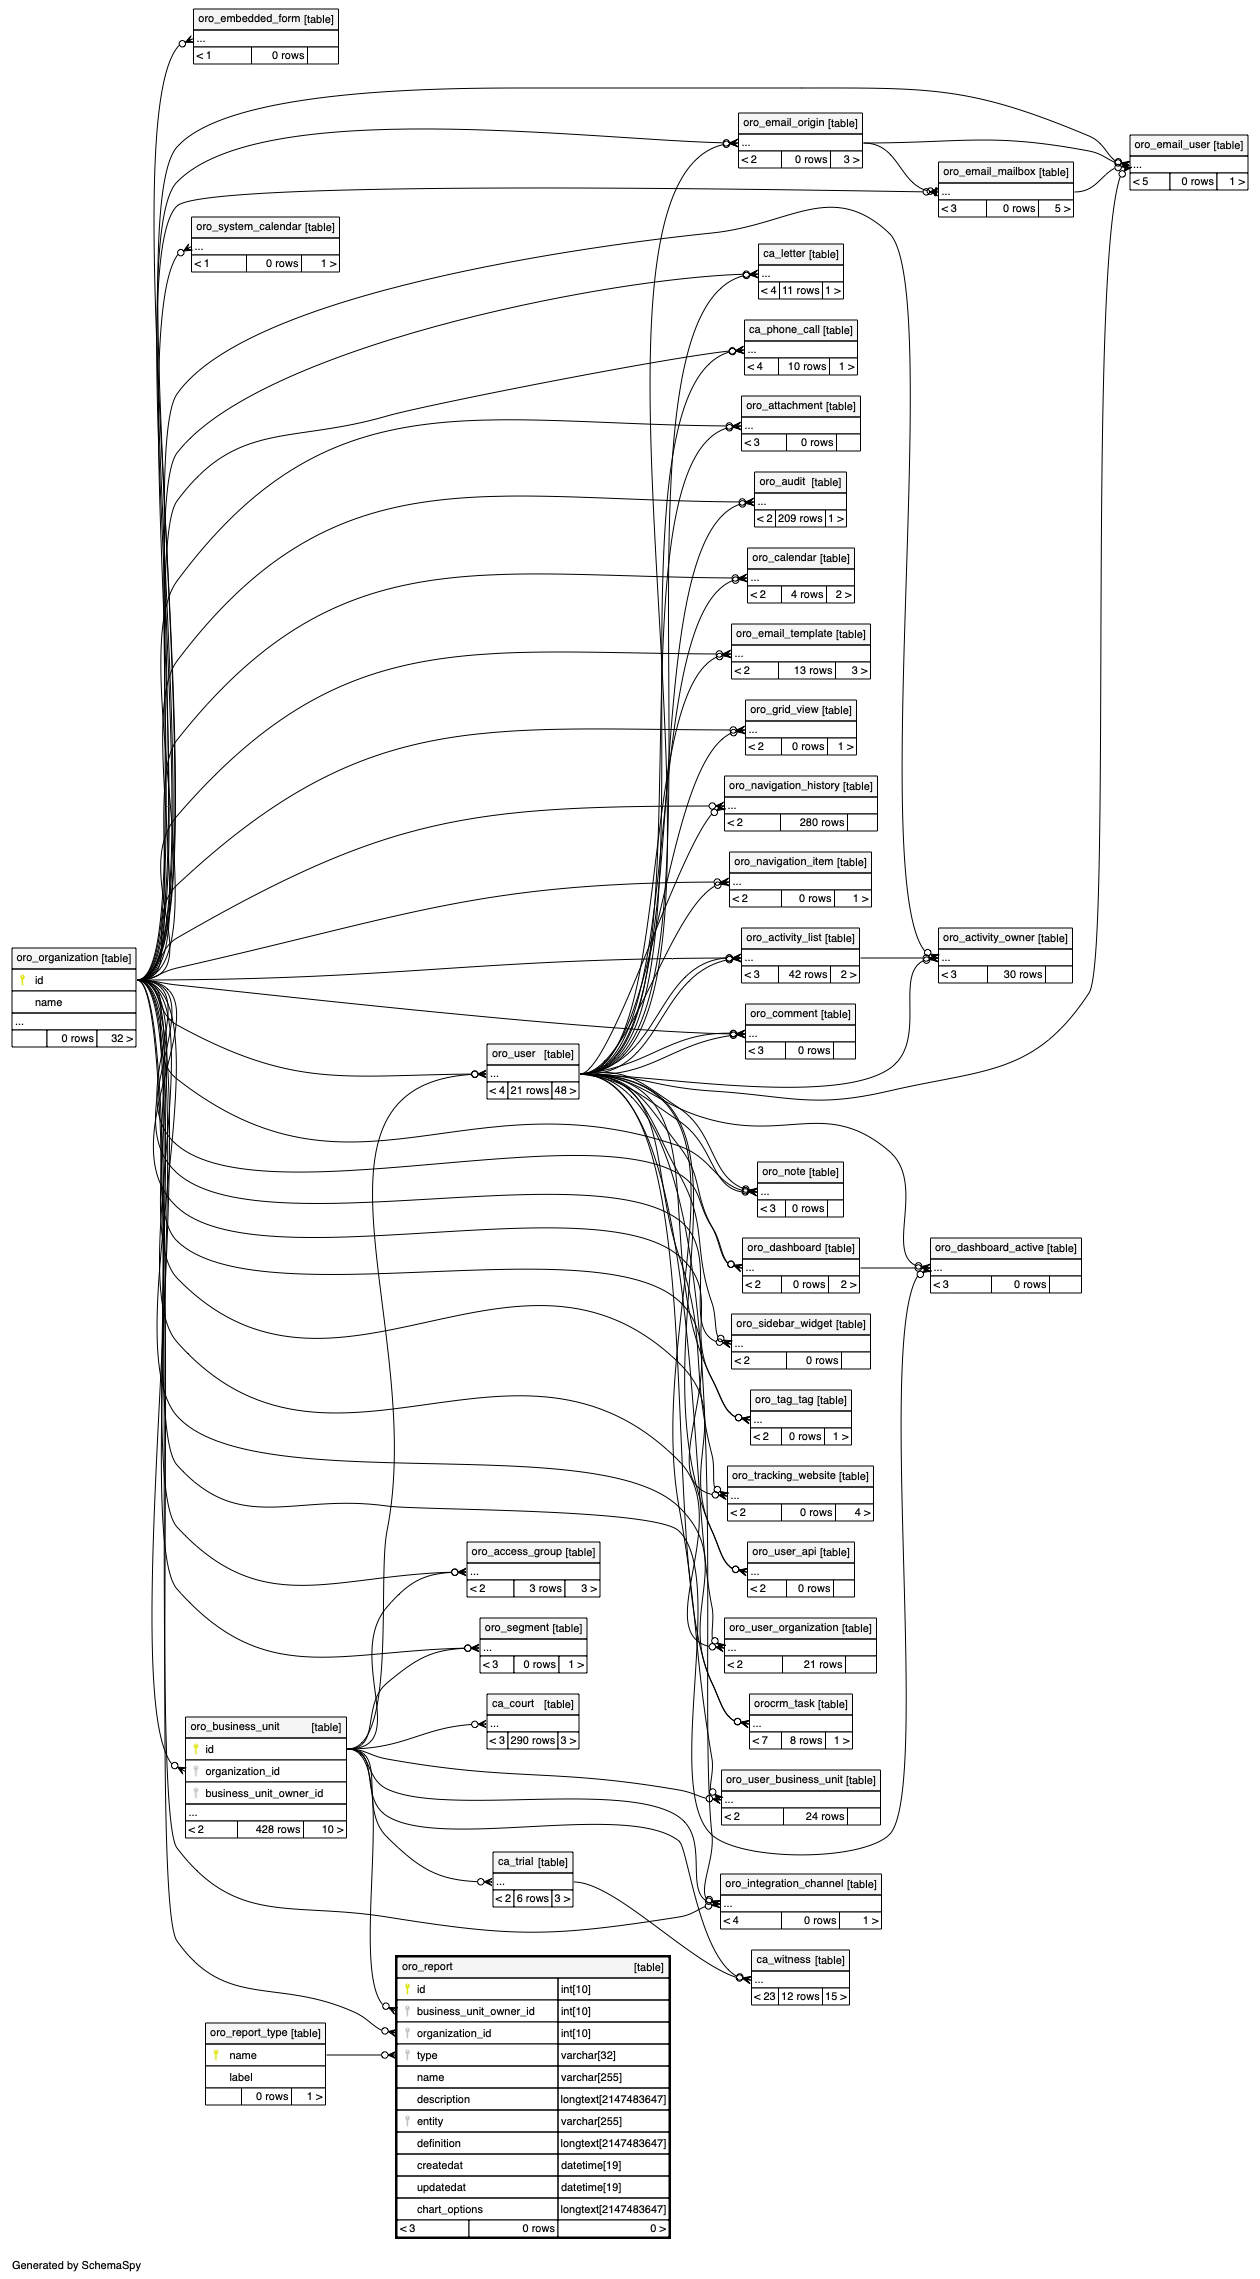 oro_embedded_form [table]
...
< 1 0 rows
oro_email_origin [table]
...
< 2 0 rows 3 >
oro_email_user [table]
...
< 5 0 rows 1 >
oro_email_mailbox [table]
...
< 3 0 rows 5 >
oro_system_calendar [table]
...
< 1 0 rows 1 >
ca_letter [table]
...
< 4 11 rows 1 >
ca_phone_call [table]
...
< 4 10 rows 1 >
oro_attachment [table]
...
< 3 0 rows
oro_audit [table]
...
< 2 209 rows 1 >
oro_calendar [table]
...
< 2 4 rows 2 >
oro_email_template [table]
...
< 2 13 rows 3 >
oro_grid_view [table]
...
< 2 0 rows 1 >
oro_navigation_history [table]
...
< 2 280 rows
oro_navigation_item [table]
...
< 2 0 rows 1 >
oro_organization [table]
id
name
...
0 rows 32 >
oro_activity_list [table]
...
< 3 42 rows 2 >
oro_activity_owner [table]
...
< 3 30 rows
oro_comment [table]
...
< 3 0 rows
oro_user [table]
...
< 4 21 rows 48 >
oro_note [table]
...
< 3 0 rows
oro_dashboard [table]
...
< 2 0 rows 2 >
oro_dashboard_active [table]
...
< 3 0 rows
oro_sidebar_widget [table]
...
< 2 0 rows
oro_tag_tag [table]
...
< 2 0 rows 1 >
oro_tracking_website [table]
...
< 2 0 rows 4 >
oro_access_group [table]
...
< 2 3 rows 3 >
oro_user_api [table]
...
< 2 0 rows
oro_segment [table]
...
< 3 0 rows 1 >
oro_user_organization [table]
...
< 2 21 rows
ca_court [table]
...
< 3 290 rows 3 >
orocrm_task [table]
...
< 7 8 rows 1 >
oro_business_unit [table]
id
organization_id
business_unit_owner_id
...
< 2 428 rows 10 >
oro_user_business_unit [table]
...
< 2 24 rows
ca_trial [table]
...
< 2 6 rows 3 >
oro_integration_channel [table]
...
< 4 0 rows 1 >
ca_witness [table]
...
< 23 12 rows 15 >
oro_report [table]
id int[10]
business_unit_owner_id int[10]
organization_id int[10]
type varchar[32]
name varchar[255]
description longtext[2147483647]
entity varchar[255]
definition longtext[2147483647]
createdat datetime[19]
updatedat datetime[19]
chart_options longtext[2147483647]
< 3 0 rows 0 >
oro_report_type [table]
name
label
0 rows 1 >
Generated by SchemaSpy